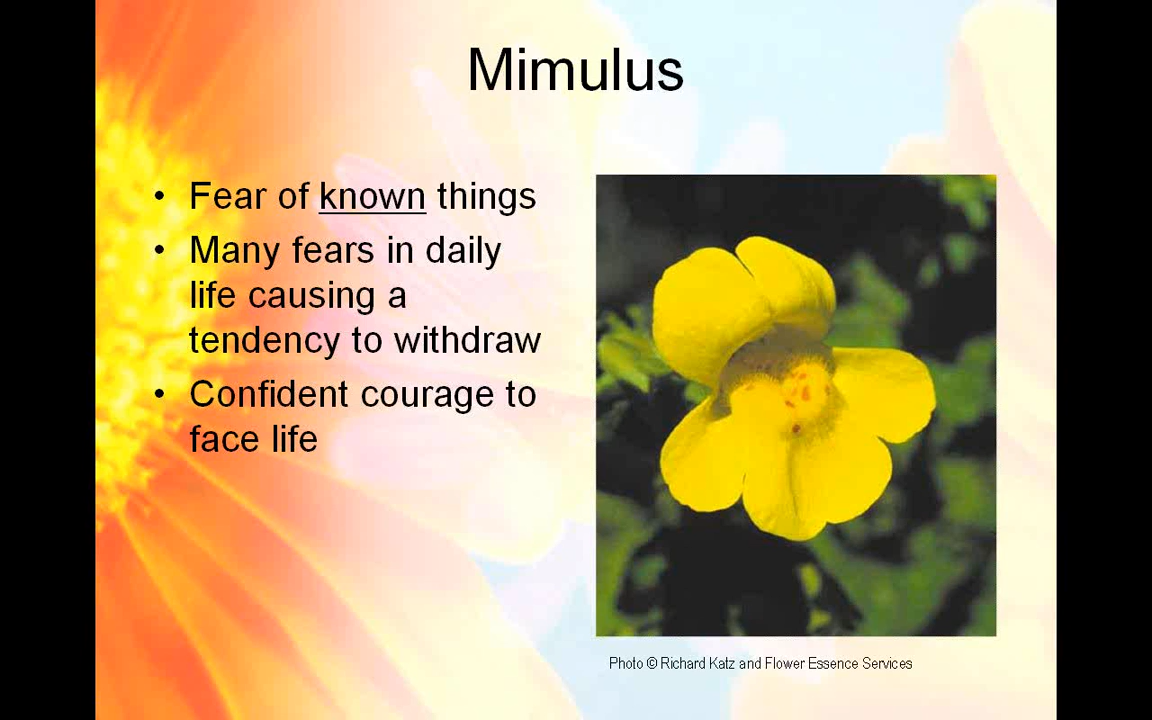 Mimulus
• Fear of known things
• Many fears in daily
life causing a
tendency to withdraw
• Confident courage to
face life
Photo © Richard Katz and Flower Essence Services